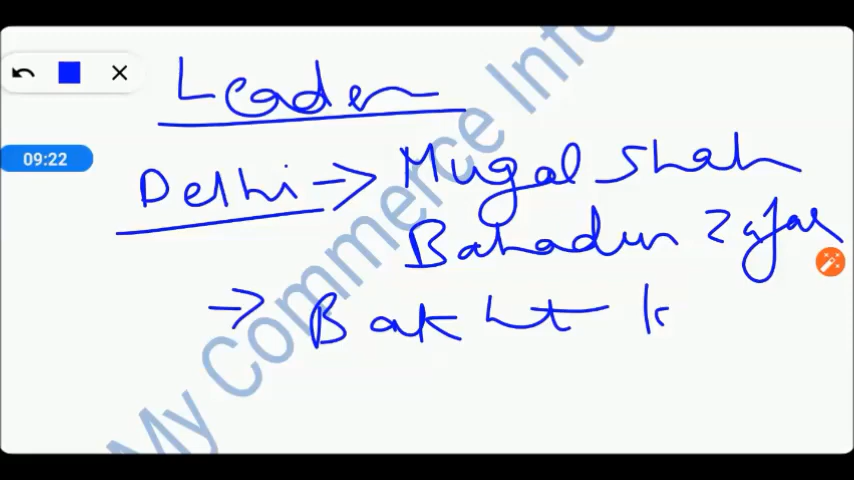 Leader
09:22
Delhi → Mugal Shah
Bahadur Zafar
→ Bakht k
My Commerce Info